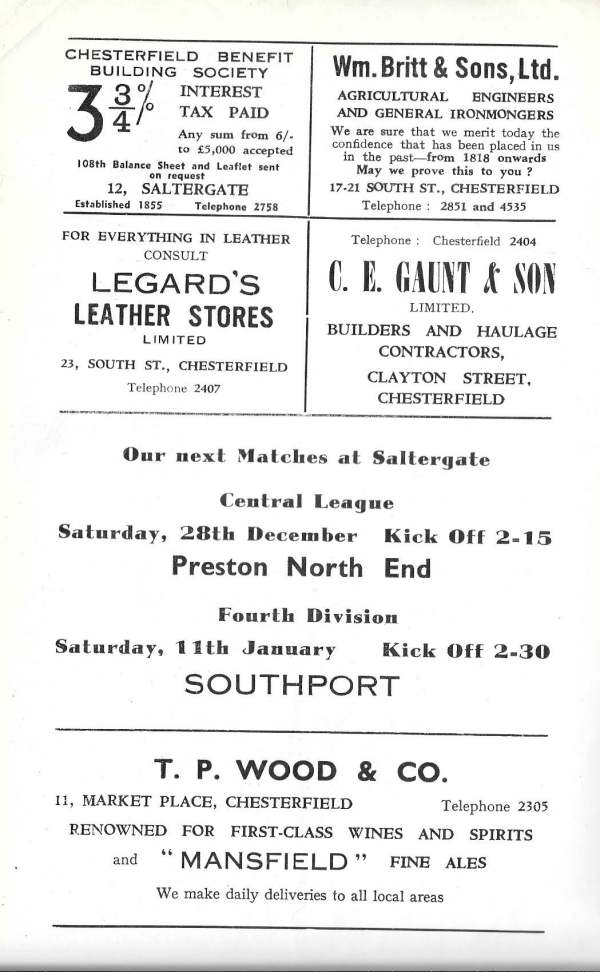 CHESTERFIELD BENEFIT
BUILDING SOCIETY
3 3/4 % INTEREST
TAX PAID
Any sum from 6/-
to £5,000 accepted
108th Balance Sheet and Leaflet sent
on request
12, SALTERGATE
Established 1855 Telephone 2758
Wm. Britt & Sons, Ltd.
AGRICULTURAL ENGINEERS
AND GENERAL IRONMONGERS
We are sure that we merit today the
confidence that has been placed in us
in the past—from 1818 onwards
May we prove this to you ?
17-21 SOUTH ST., CHESTERFIELD
Telephone : 2851 and 4535
FOR EVERYTHING IN LEATHER
CONSULT
LEGARD'S
LEATHER STORES
LIMITED
23, SOUTH ST., CHESTERFIELD
Telephone 2407
Telephone : Chesterfield 2404
C. E. GAUNT & SON
LIMITED,
BUILDERS AND HAULAGE
CONTRACTORS,
CLAYTON STREET,
CHESTERFIELD
Our next Matches at Saltergate
Central League
Saturday, 28th December Kick Off 2-15
Preston North End
Fourth Division
Saturday, 11th January Kick Off 2-30
SOUTHPORT
T. P. WOOD & CO.
11, MARKET PLACE, CHESTERFIELD Telephone 2305
RENOWNED FOR FIRST-CLASS WINES AND SPIRITS
and "MANSFIELD" FINE ALES
We make daily deliveries to all local areas